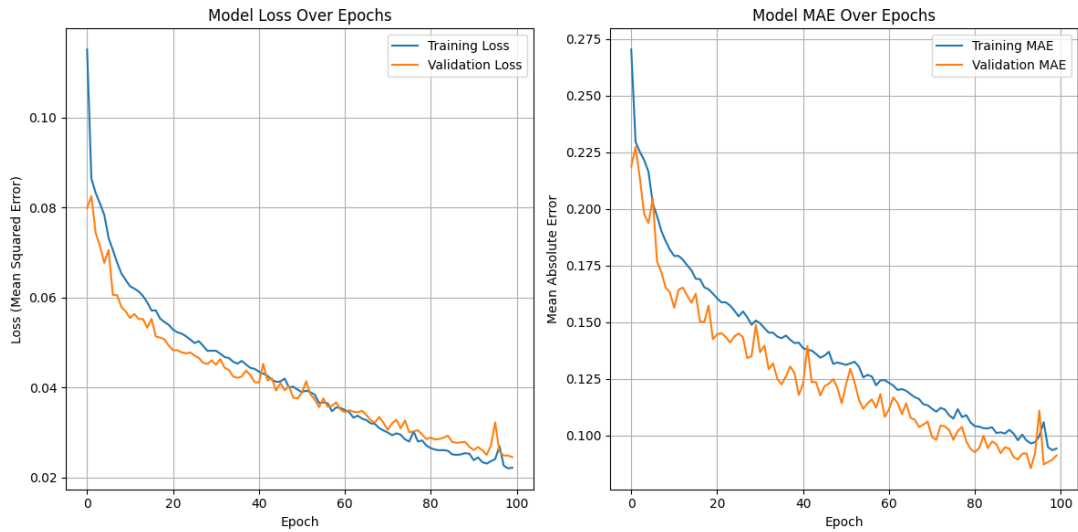 Model Loss Over Epochs
Training Loss
Validation Loss
0.10
0.08
0.06
0.04
0.02
Loss (Mean Squared Error)
0
20
40
60
80
100
Epoch
Model MAE Over Epochs
Training MAE
Validation MAE
0.275
0.250
0.225
0.200
0.175
0.150
0.125
0.100
Mean Absolute Error
0
20
40
60
80
100
Epoch